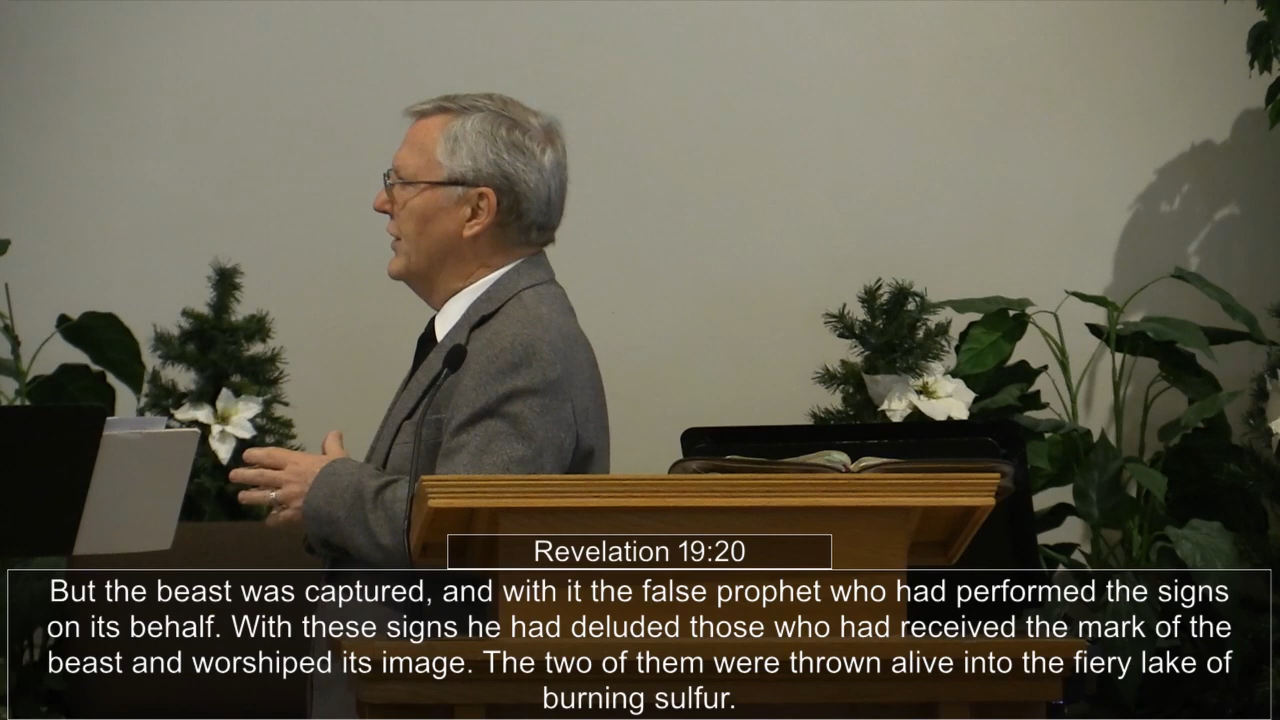 Revelation 19:20
But the beast was captured, and with it the false prophet who had performed the signs
on its behalf. With these signs he had deluded those who had received the mark of the
beast and worshiped its image. The two of them were thrown alive into the fiery lake of
burning sulfur.